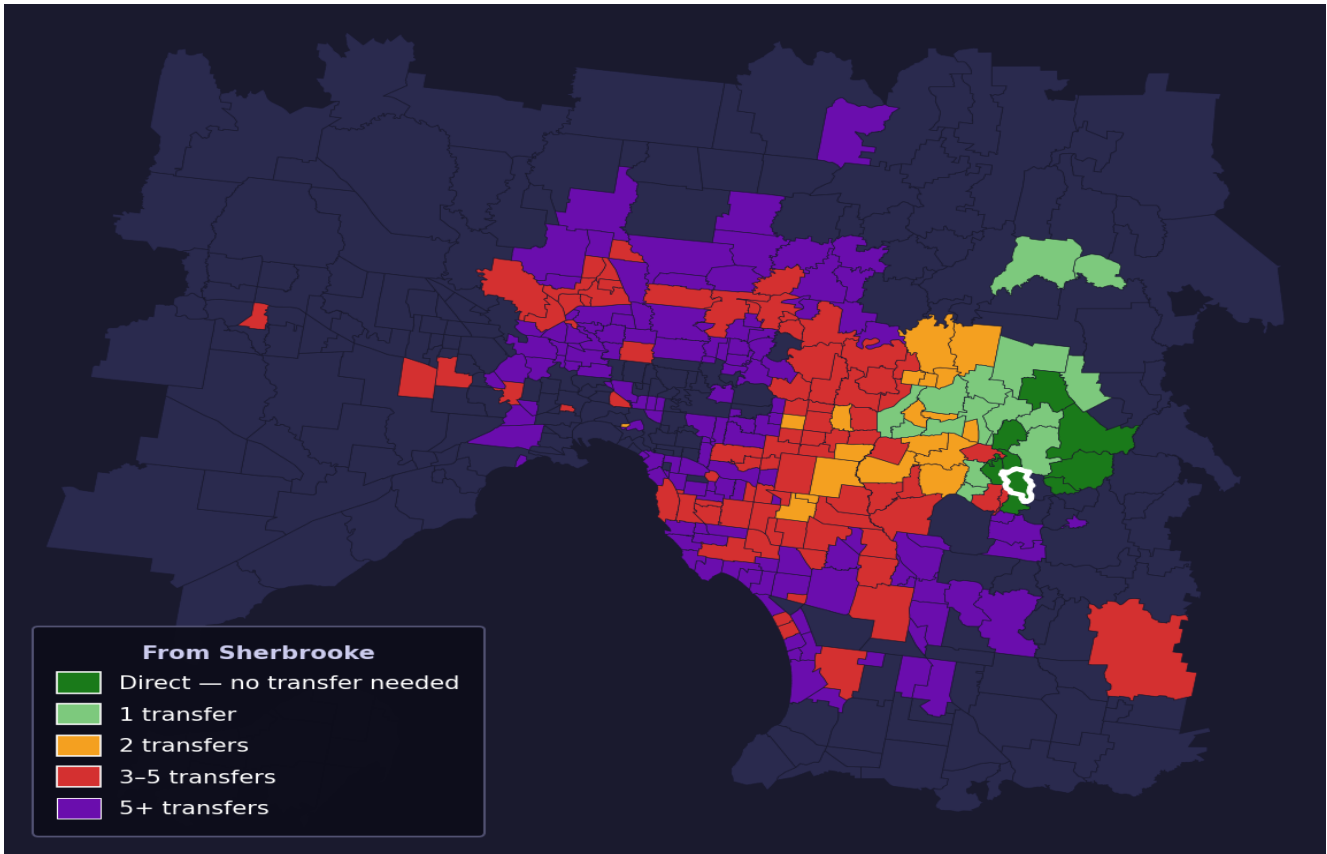 From Sherbrooke
Direct — no transfer needed
1 transfer
2 transfers
3–5 transfers
5+ transfers